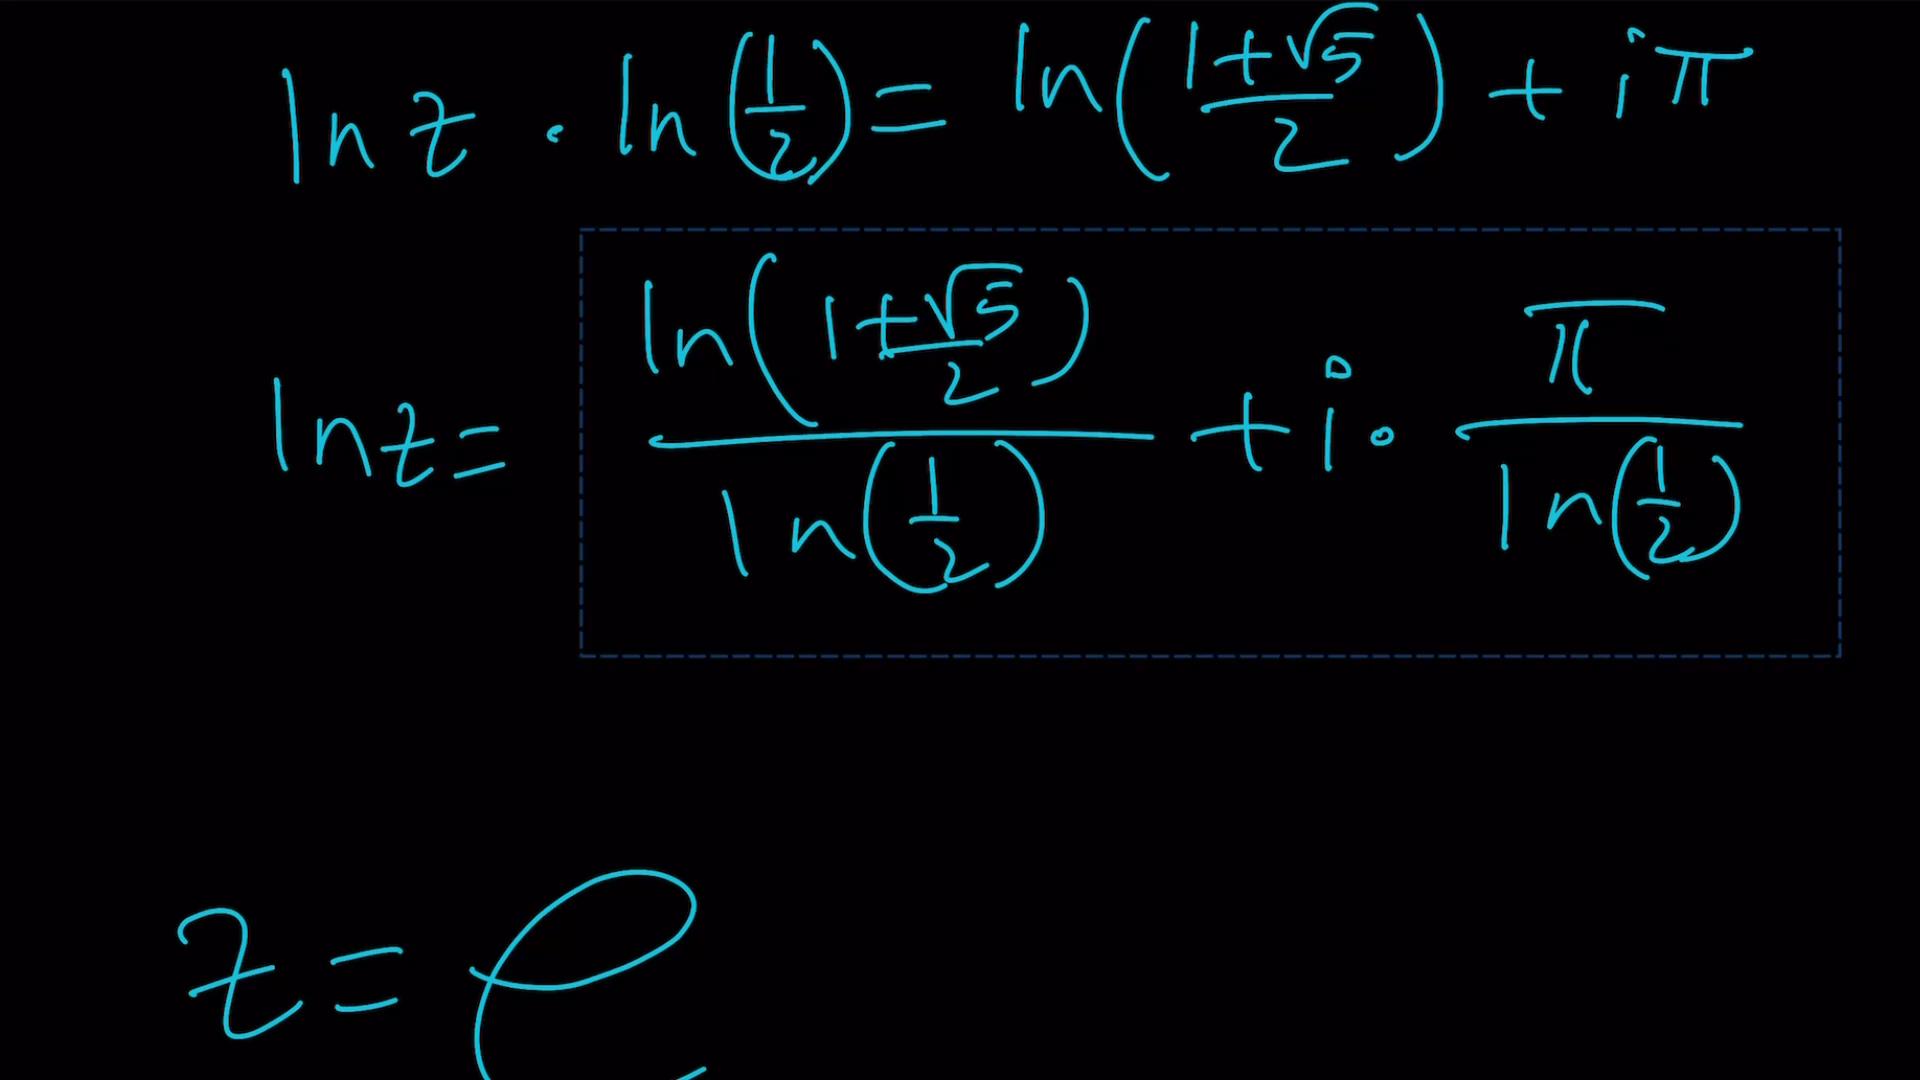 ln z · ln(1/2) = ln((1+√5)/2) + iπ
ln z = ln((1+√5)/2)/ln(1/2) + i · π/ln(1/2)
z = e